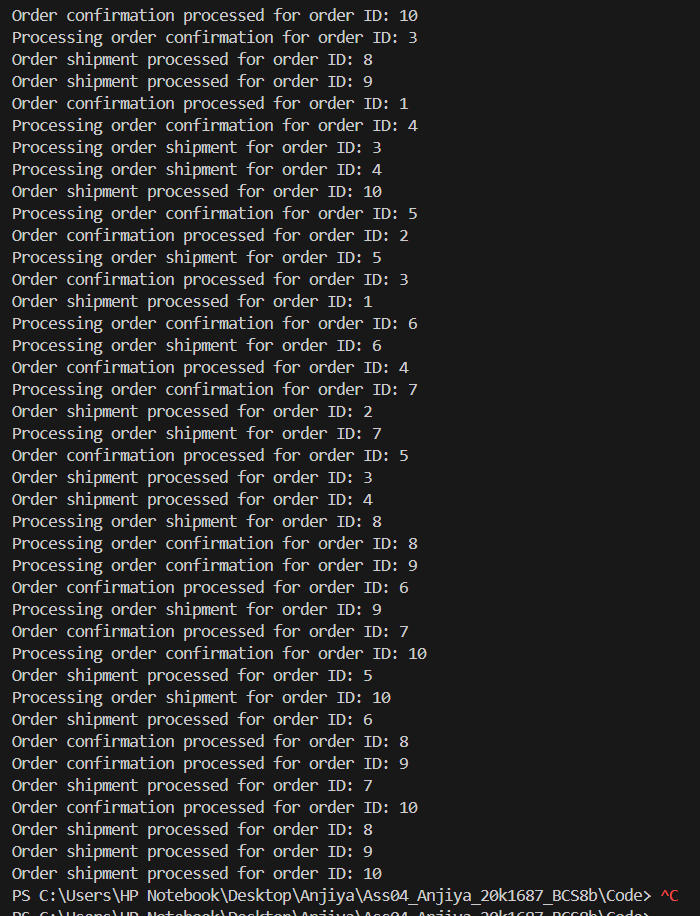 Order confirmation processed for order ID: 10
Processing order confirmation for order ID: 3
Order shipment processed for order ID: 8
Order shipment processed for order ID: 9
Order confirmation processed for order ID: 1
Processing order confirmation for order ID: 4
Processing order shipment for order ID: 3
Processing order shipment for order ID: 4
Order shipment processed for order ID: 10
Processing order confirmation for order ID: 5
Order confirmation processed for order ID: 2
Processing order shipment for order ID: 5
Order confirmation processed for order ID: 3
Order shipment processed for order ID: 1
Processing order confirmation for order ID: 6
Processing order shipment for order ID: 6
Order confirmation processed for order ID: 4
Processing order confirmation for order ID: 7
Order shipment processed for order ID: 2
Processing order shipment for order ID: 7
Order confirmation processed for order ID: 5
Order shipment processed for order ID: 3
Order shipment processed for order ID: 4
Processing order shipment for order ID: 8
Processing order confirmation for order ID: 8
Processing order confirmation for order ID: 9
Order confirmation processed for order ID: 6
Processing order shipment for order ID: 9
Order confirmation processed for order ID: 7
Processing order confirmation for order ID: 10
Order shipment processed for order ID: 5
Processing order shipment for order ID: 10
Order shipment processed for order ID: 6
Order confirmation processed for order ID: 8
Order confirmation processed for order ID: 9
Order shipment processed for order ID: 7
Order confirmation processed for order ID: 10
Order shipment processed for order ID: 8
Order shipment processed for order ID: 9
Order shipment processed for order ID: 10
PS C:\Users\HP Notebook\Desktop\Anjiya\Ass04_Anjiya_20k1687_BCS8b\Code> ^C
PS C:\Users\HP Notebook\Desktop\Anjiya\Ass04_Anjiya_20k1687_BCS8b\Code>